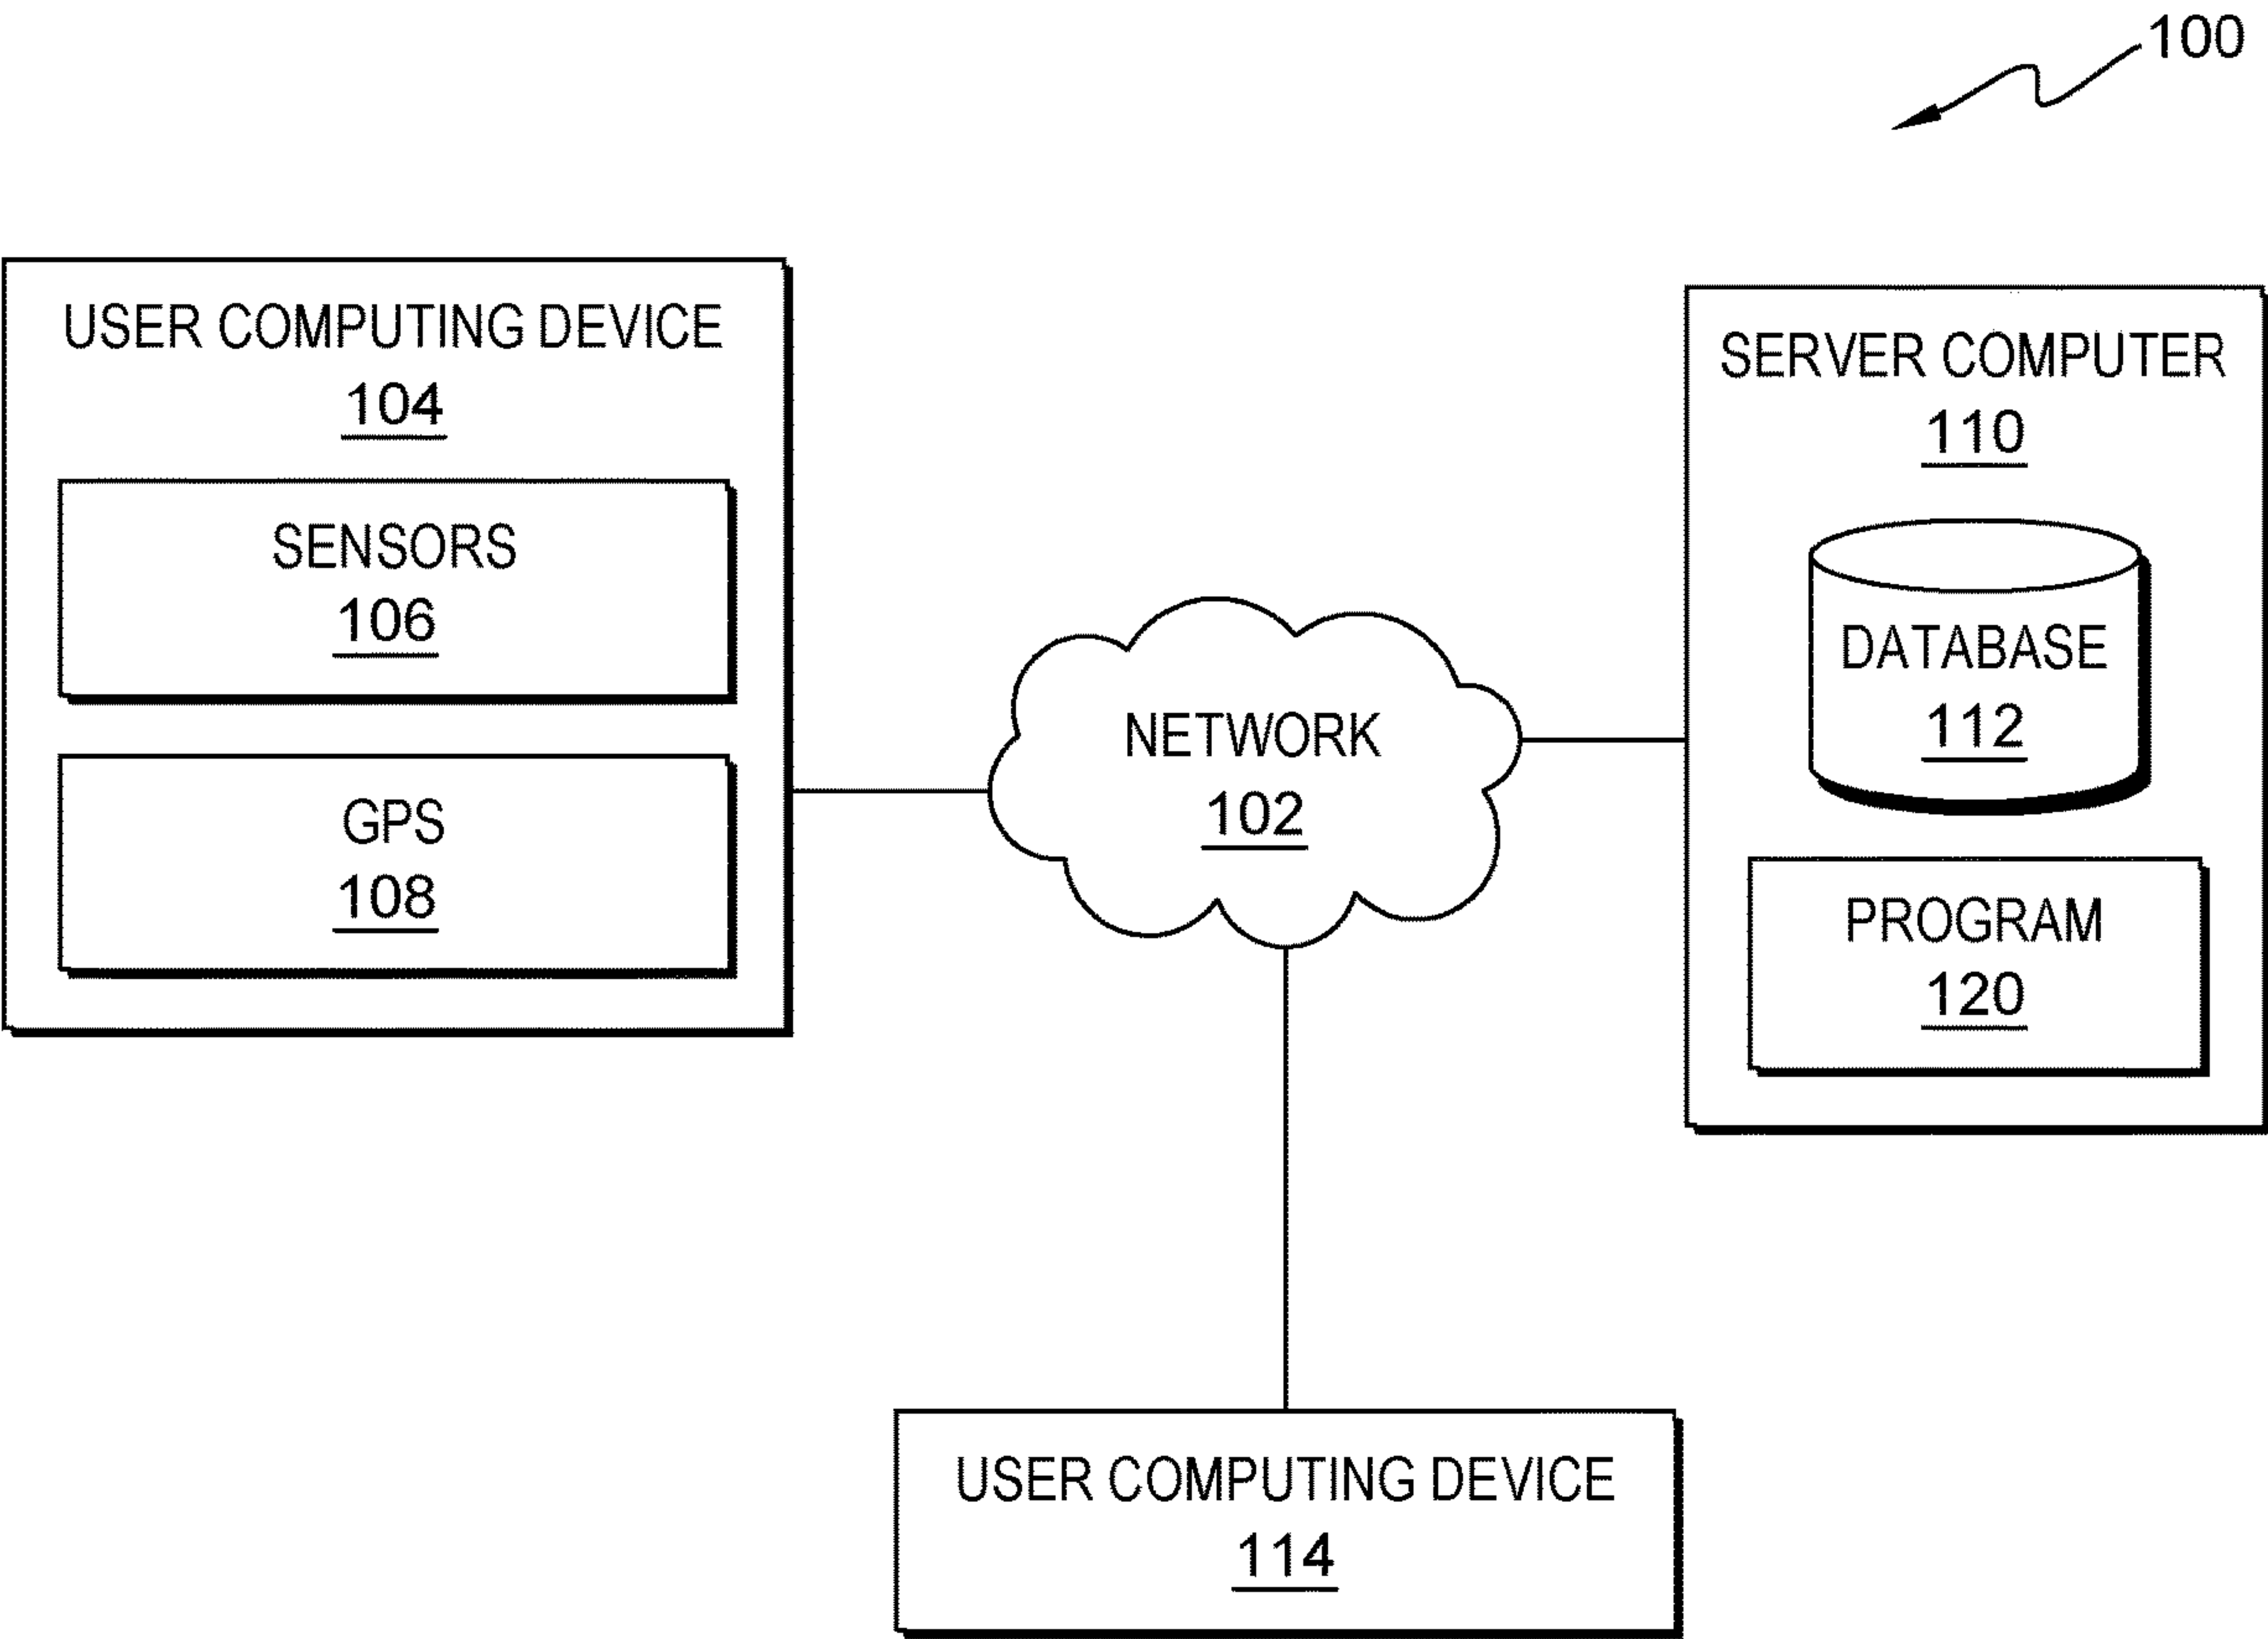 100
USER COMPUTING DEVICE
104
SENSORS
106
GPS
108
NETWORK
102
SERVER COMPUTER
110
DATABASE
112
PROGRAM
120
USER COMPUTING DEVICE
114